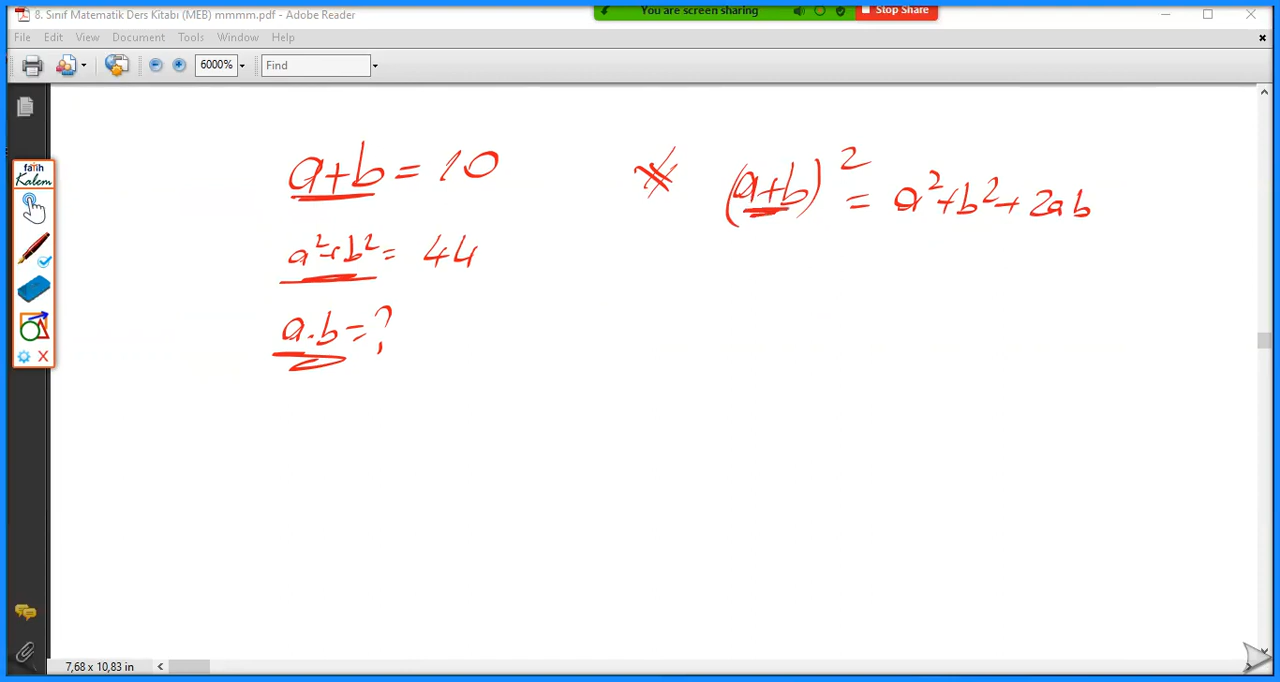 8. Sınıf Matematik Ders Kitabı (MEB) mmmm.pdf - Adobe Reader
You are screen sharing
Stop Share
File Edit View Document Tools Window Help
6000%
Find
fatih
Kalem
a+b = 10
a²+b² = 44
a.b = ?
(a+b)² = a²+b²+2ab
7,68 x 10,83 in